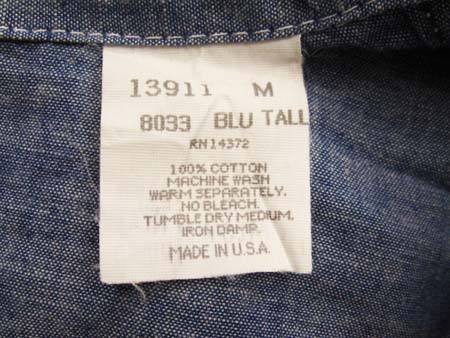 13911 M
8033 BLU TALL
RN14372
100% COTTON
MACHINE WASH
WARM SEPARATELY.
NO BLEACH.
TUMBLE DRY MEDIUM.
IRON DAMP.
MADE IN U.S.A.